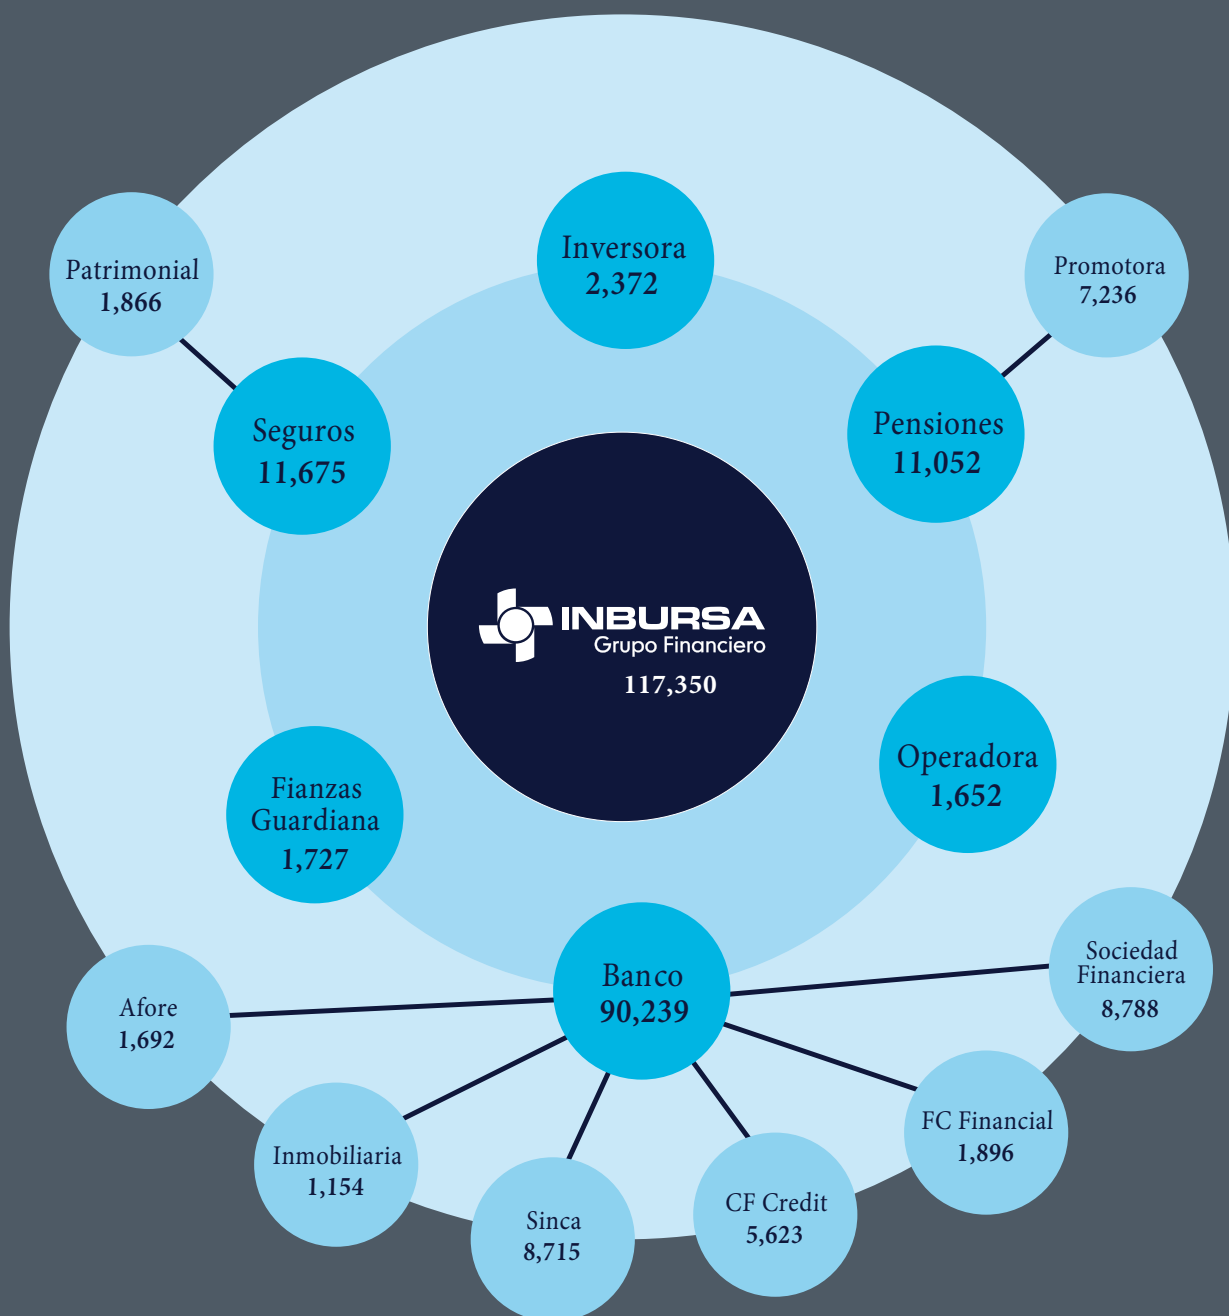 Inversora
2,372
Patrimonial
1,866
Promotora
7,236
Seguros
11,675
Pensiones
11,052
INBURSA
Grupo Financiero
117,350
Operadora
1,652
Fianzas
Guardiana
1,727
Banco
90,239
Sociedad
Financiera
8,788
Afore
1,692
FC Financial
1,896
Inmobiliaria
1,154
CF Credit
5,623
Sinca
8,715